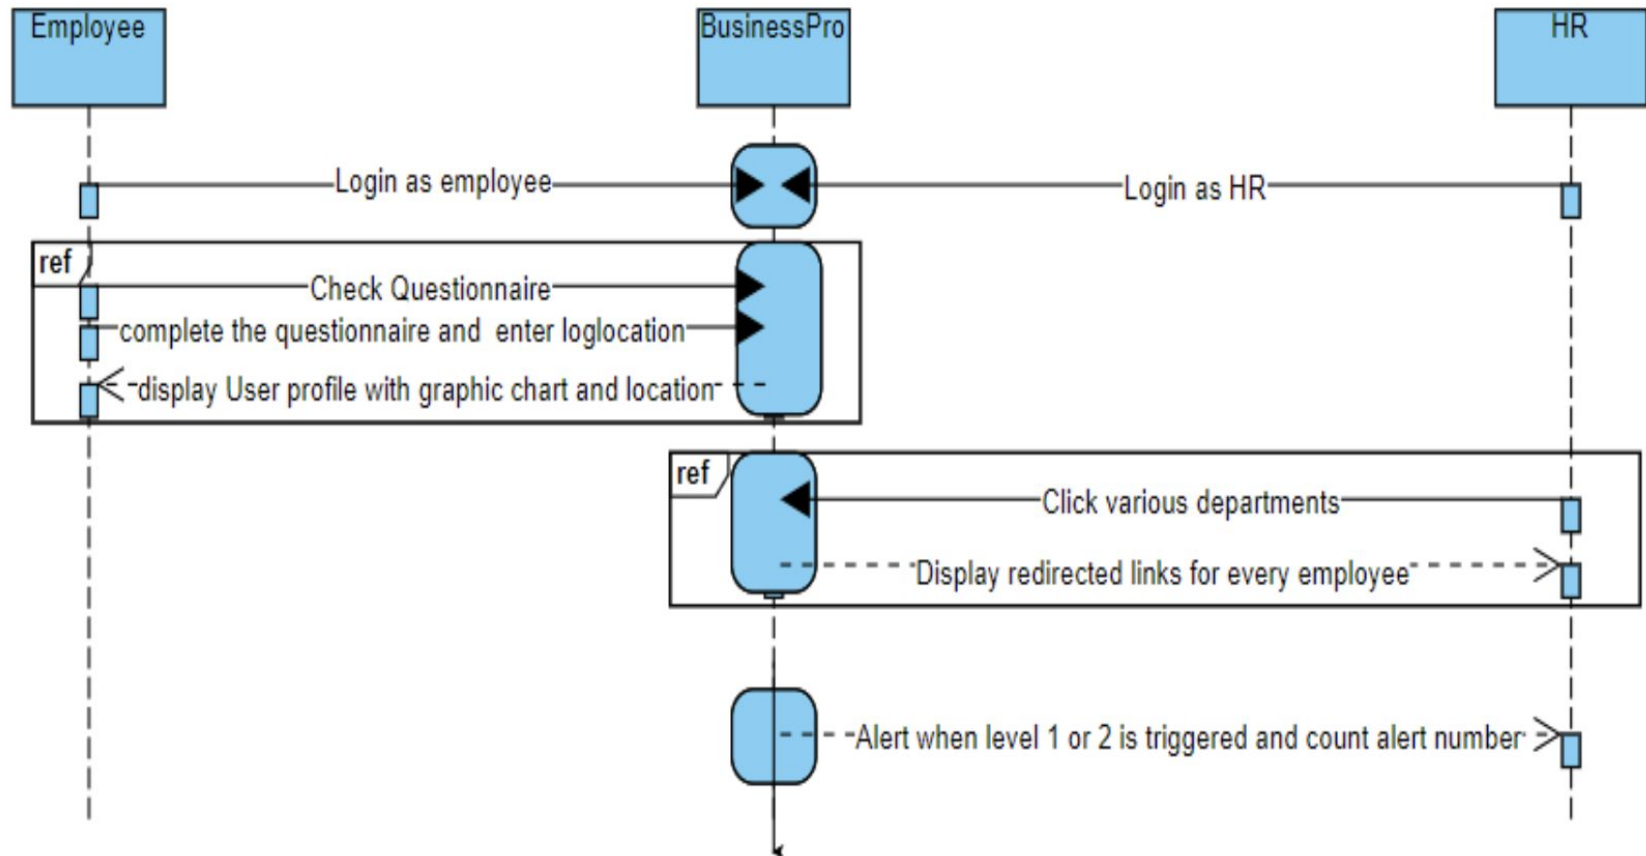 Employee
BusinessPro
HR
Login as employee
Login as HR
ref
Check Questionnaire
complete the questionnaire and enter loglocation
display User profile with graphic chart and location
ref
Click various departments
Display redirected links for every employee
Alert when level 1 or 2 is triggered and count alert number